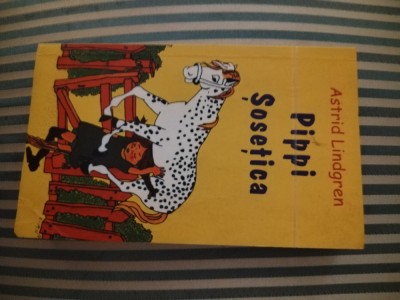 Astrid Lindgren
Pippi
Șosețica